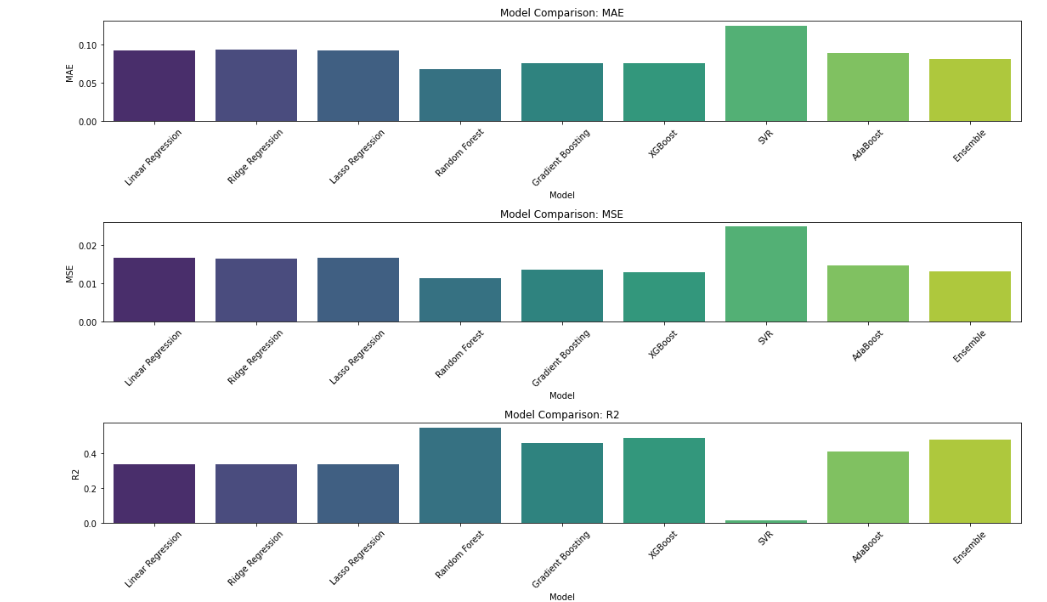 Model Comparison: MAE
MAE
0.10
0.05
0.00
Linear Regression
Ridge Regression
Lasso Regression
Random Forest
Gradient Boosting
XGBoost
SVR
AdaBoost
Ensemble
Model
Model Comparison: MSE
MSE
0.02
0.01
0.00
Linear Regression
Ridge Regression
Lasso Regression
Random Forest
Gradient Boosting
XGBoost
SVR
AdaBoost
Ensemble
Model
Model Comparison: R2
R2
0.4
0.2
0.0
Linear Regression
Ridge Regression
Lasso Regression
Random Forest
Gradient Boosting
XGBoost
SVR
AdaBoost
Ensemble
Model